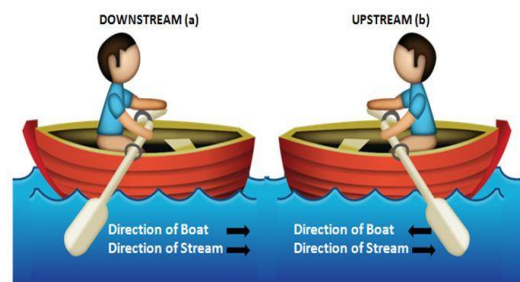 DOWNSTREAM (a)
UPSTREAM (b)
Direction of Boat
Direction of Stream
Direction of Boat
Direction of Stream